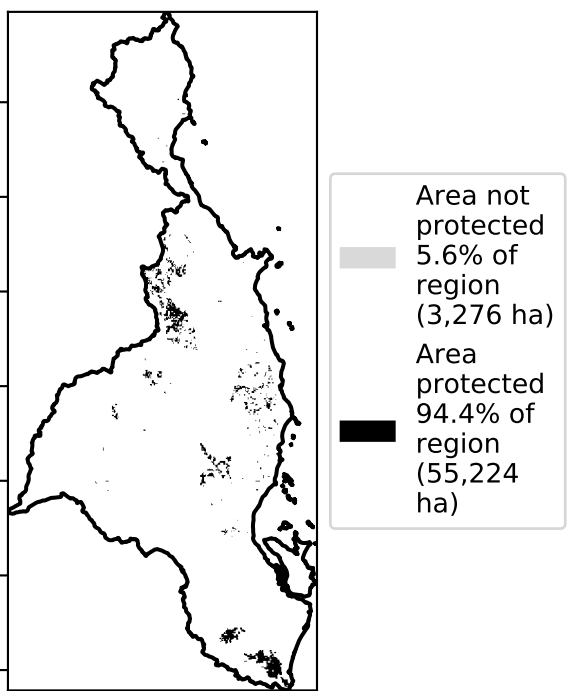 Area not
protected
5.6% of
region
(3,276 ha)
Area
protected
94.4% of
region
(55,224
ha)